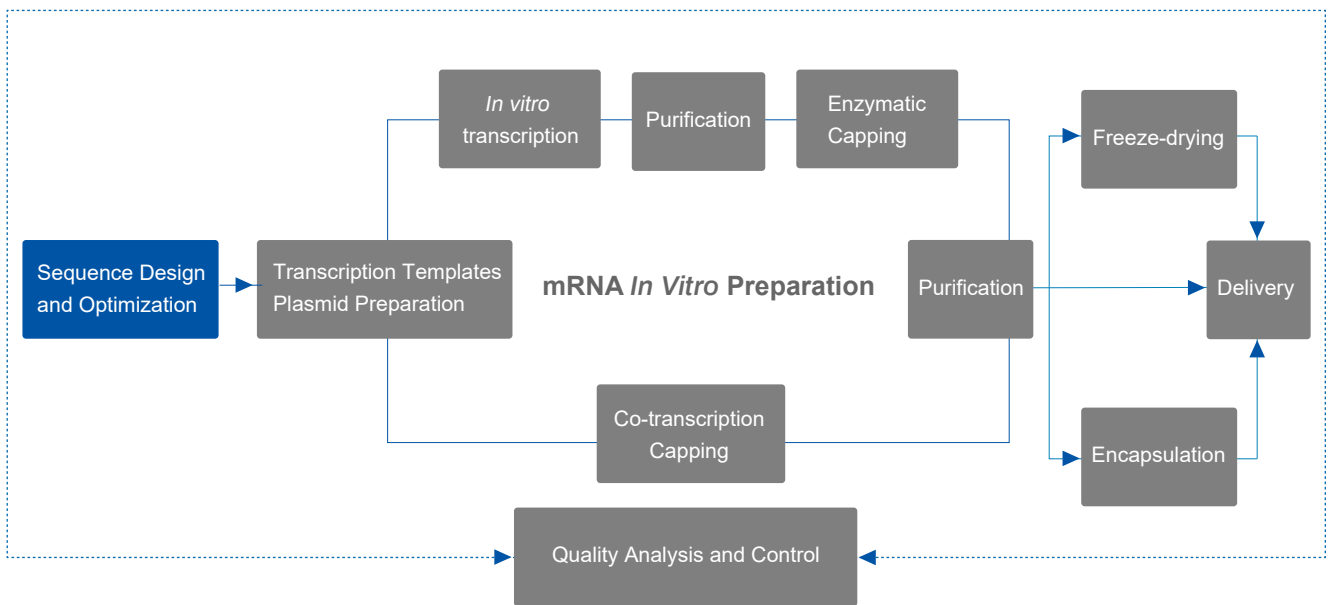 In vitro
transcription
Purification
Enzymatic
Capping
Freeze-drying
Sequence Design
and Optimization
Transcription Templates
Plasmid Preparation
mRNA In Vitro Preparation
Purification
Delivery
Co-transcription
Capping
Encapsulation
Quality Analysis and Control